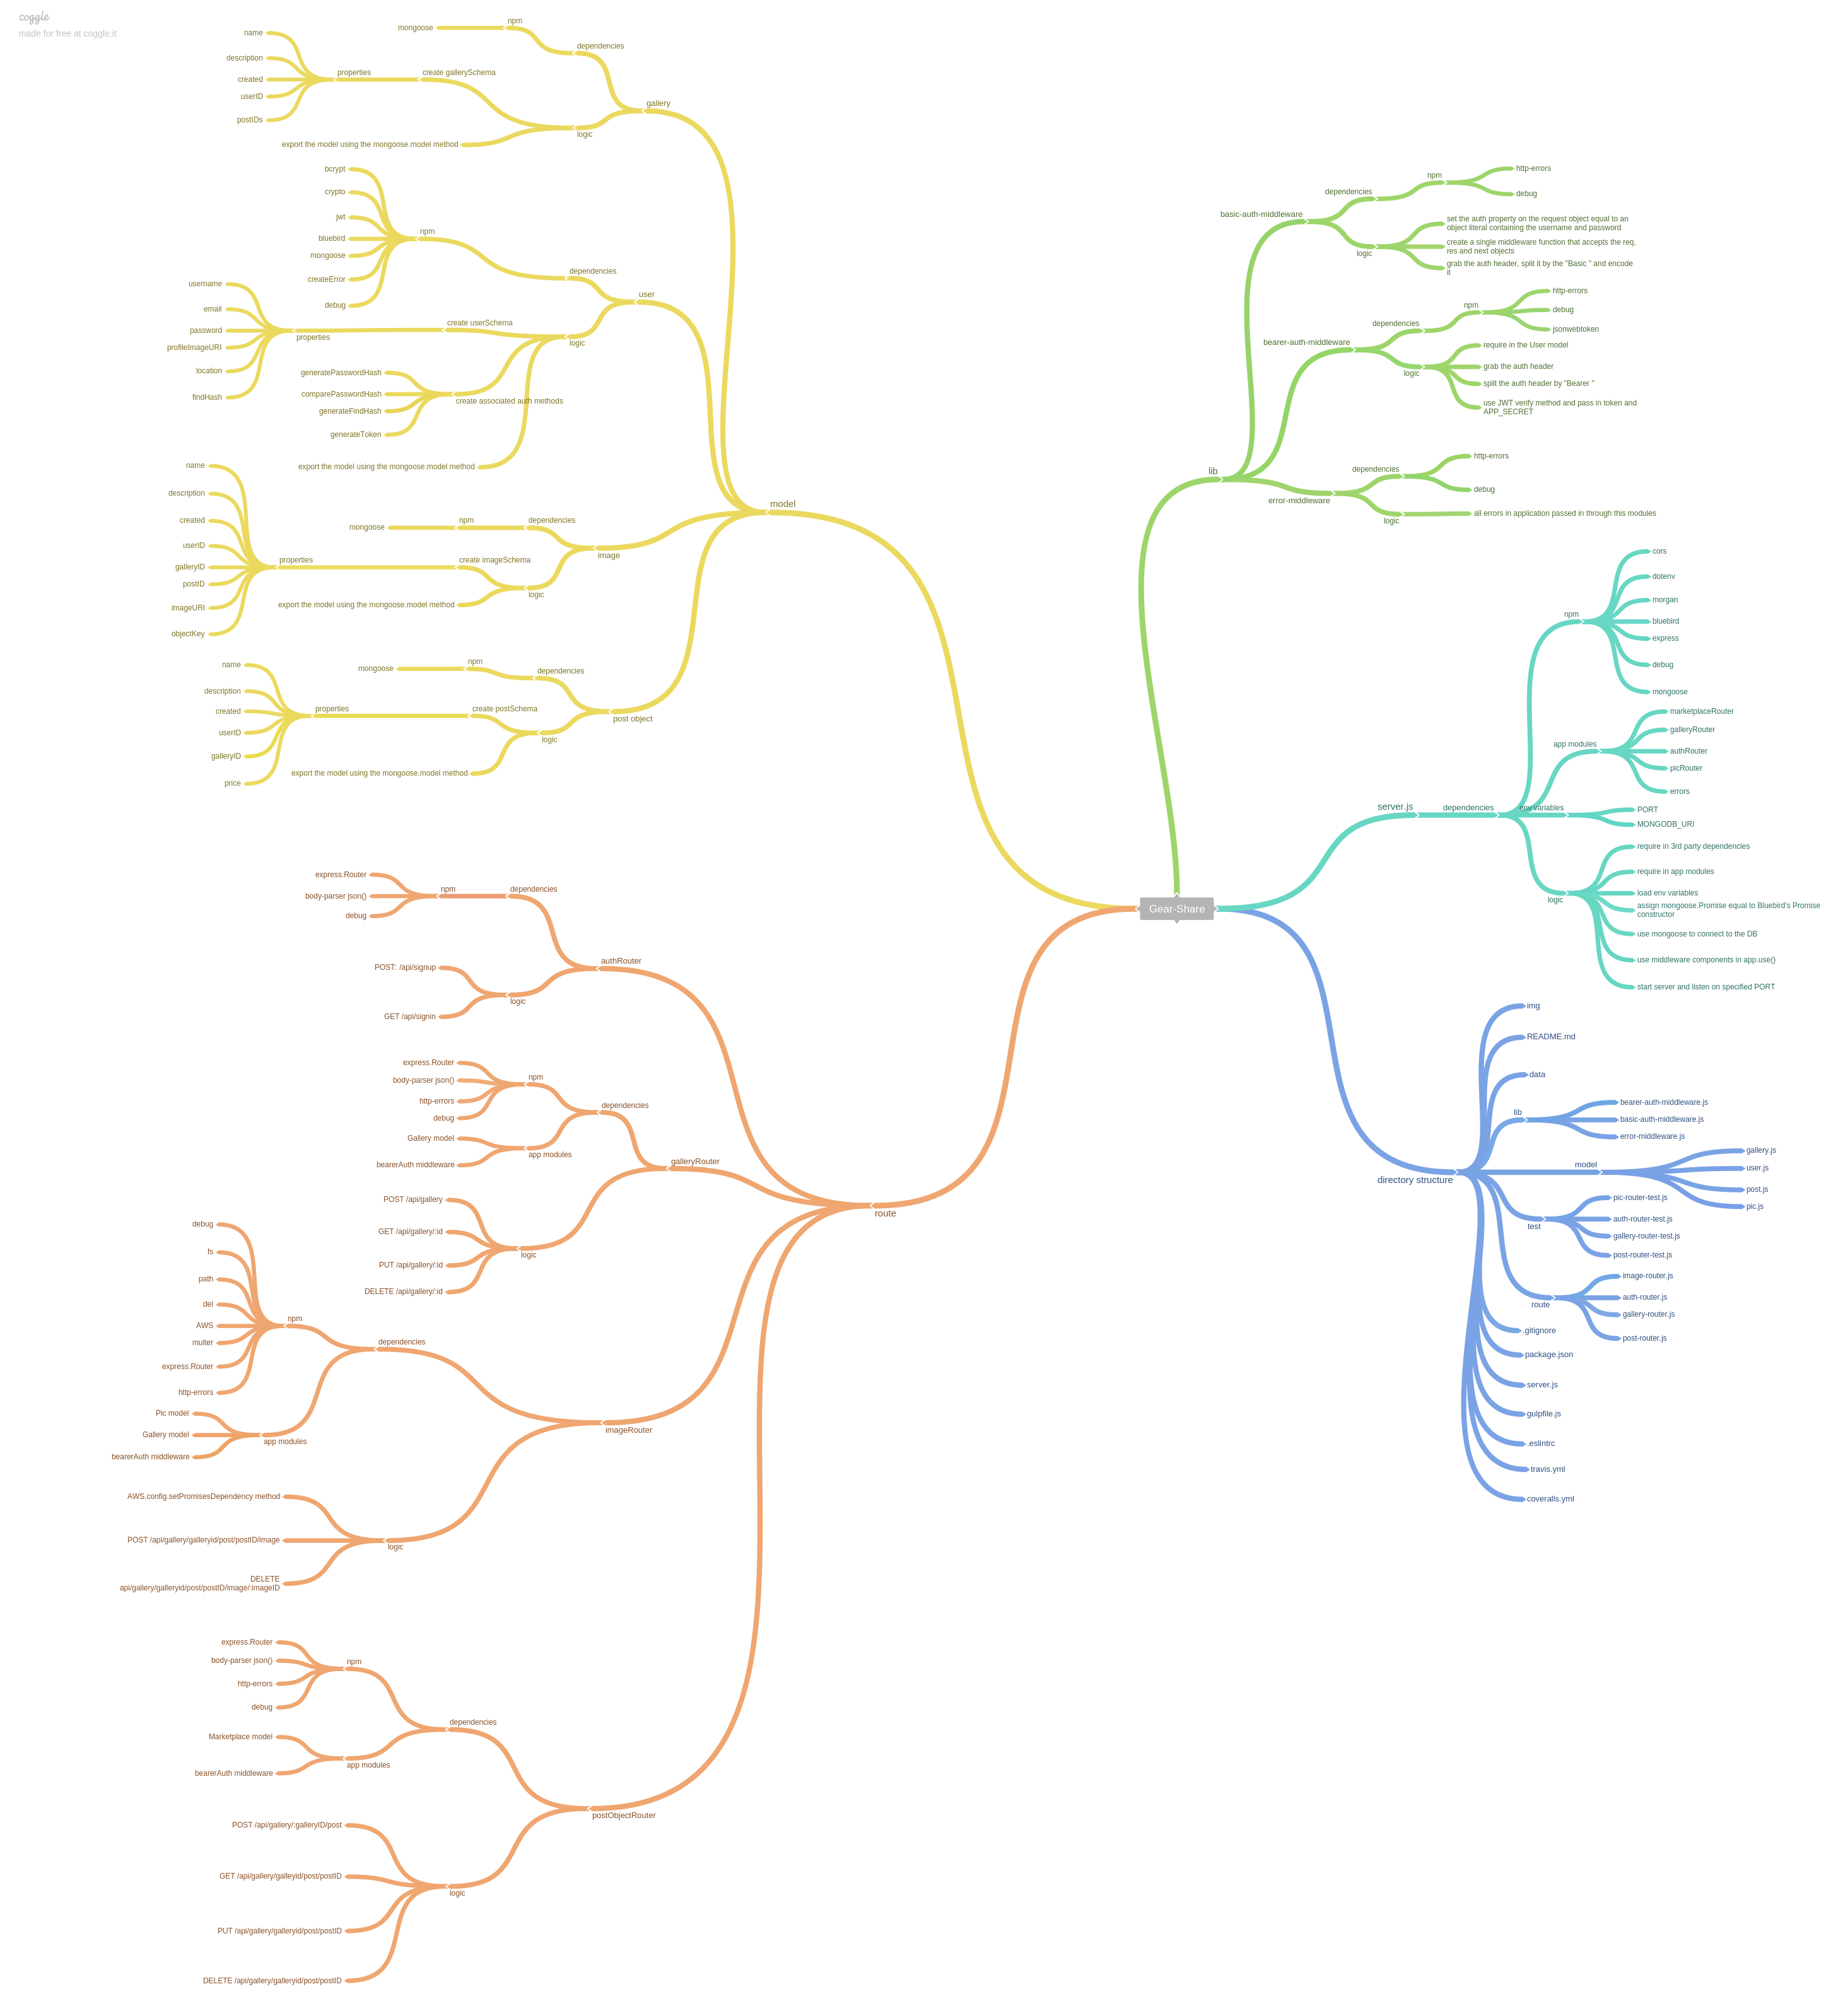 coggle
made for free at coggle.it
Gear-Share
model
gallery
dependencies
npm
mongoose
logic
create gallerySchema
properties
name
description
created
userID
postIDs
export the model using the mongoose.model method
user
dependencies
npm
bcrypt
crypto
jwt
bluebird
mongoose
createError
debug
logic
create userSchema
properties
username
email
password
profileImageURI
location
findHash
create associated auth methods
generatePasswordHash
comparePasswordHash
generateFindHash
generateToken
export the model using the mongoose.model method
image
dependencies
npm
mongoose
logic
create imageSchema
properties
name
description
created
userID
galleryID
postID
imageURI
objectKey
export the model using the mongoose.model method
post object
dependencies
npm
mongoose
logic
create postSchema
properties
name
description
created
userID
galleryID
price
export the model using the mongoose.model method
route
authRouter
dependencies
npm
express.Router
body-parser json()
debug
logic
POST: /api/signup
GET /api/signin
galleryRouter
dependencies
npm
express.Router
body-parser json()
http-errors
debug
app modules
Gallery model
bearerAuth middleware
logic
POST /api/gallery
GET /api/gallery/:id
PUT /api/gallery/:id
DELETE /api/gallery/:id
imageRouter
dependencies
npm
debug
fs
path
del
AWS
multer
express.Router
http-errors
app modules
Pic model
Gallery model
bearerAuth middleware
logic
AWS.config.setPromisesDependency method
POST /api/gallery/galleryid/post/postID/image
DELETE
api/gallery/galleryid/post/postID/image/:imageID
postObjectRouter
dependencies
npm
express.Router
body-parser json()
http-errors
debug
app modules
Marketplace model
bearerAuth middleware
logic
POST /api/gallery/:galleryID/post
GET /api/gallery/galleyid/post/postID
PUT /api/gallery/galleryid/post/postID
DELETE /api/gallery/galleryid/post/postID
lib
basic-auth-middleware
dependencies
npm
http-errors
debug
logic
set the auth property on the request object equal to an
object literal containing the username and password
create a single middleware function that accepts the req,
res and next objects
grab the auth header, split it by the "Basic " and encode
it
bearer-auth-middleware
dependencies
npm
http-errors
debug
jsonwebtoken
logic
require in the User model
grab the auth header
split the auth header by "Bearer "
use JWT verify method and pass in token and
APP_SECRET
error-middleware
dependencies
http-errors
debug
logic
all errors in application passed in through this modules
server.js
dependencies
npm
cors
dotenv
morgan
bluebird
express
debug
mongoose
app modules
marketplaceRouter
galleryRouter
authRouter
picRouter
errors
env variables
PORT
MONGODB_URI
logic
require in 3rd party dependencies
require in app modules
load env variables
assign mongoose.Promise equal to Bluebird's Promise
constructor
use mongoose to connect to the DB
use middleware components in app.use()
start server and listen on specified PORT
directory structure
img
README.md
data
lib
bearer-auth-middleware.js
basic-auth-middleware.js
error-middleware.js
model
gallery.js
user.js
post.js
pic.js
test
pic-router-test.js
auth-router-test.js
gallery-router-test.js
post-router-test.js
route
image-router.js
auth-router.js
gallery-router.js
post-router.js
.gitignore
package.json
server.js
gulpfile.js
.eslintrc
travis.yml
coveralls.yml